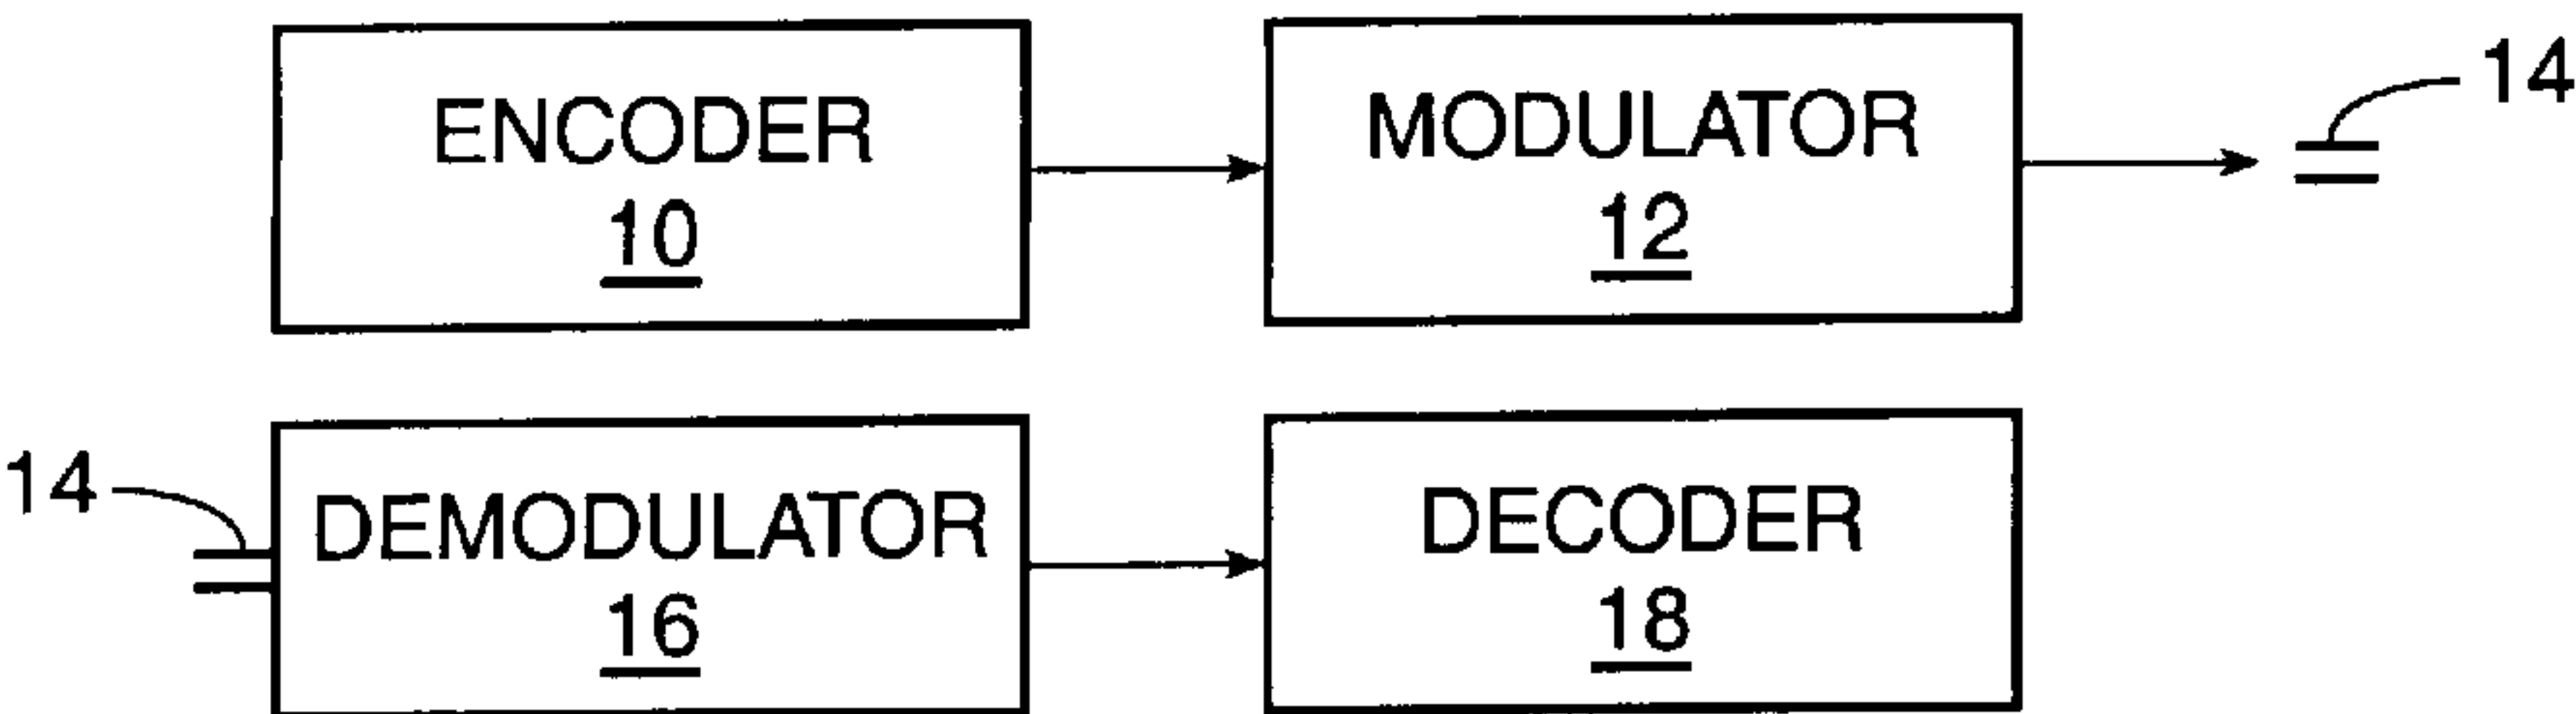 ENCODER
10
MODULATOR
12
14
14
DEMODULATOR
16
DECODER
18